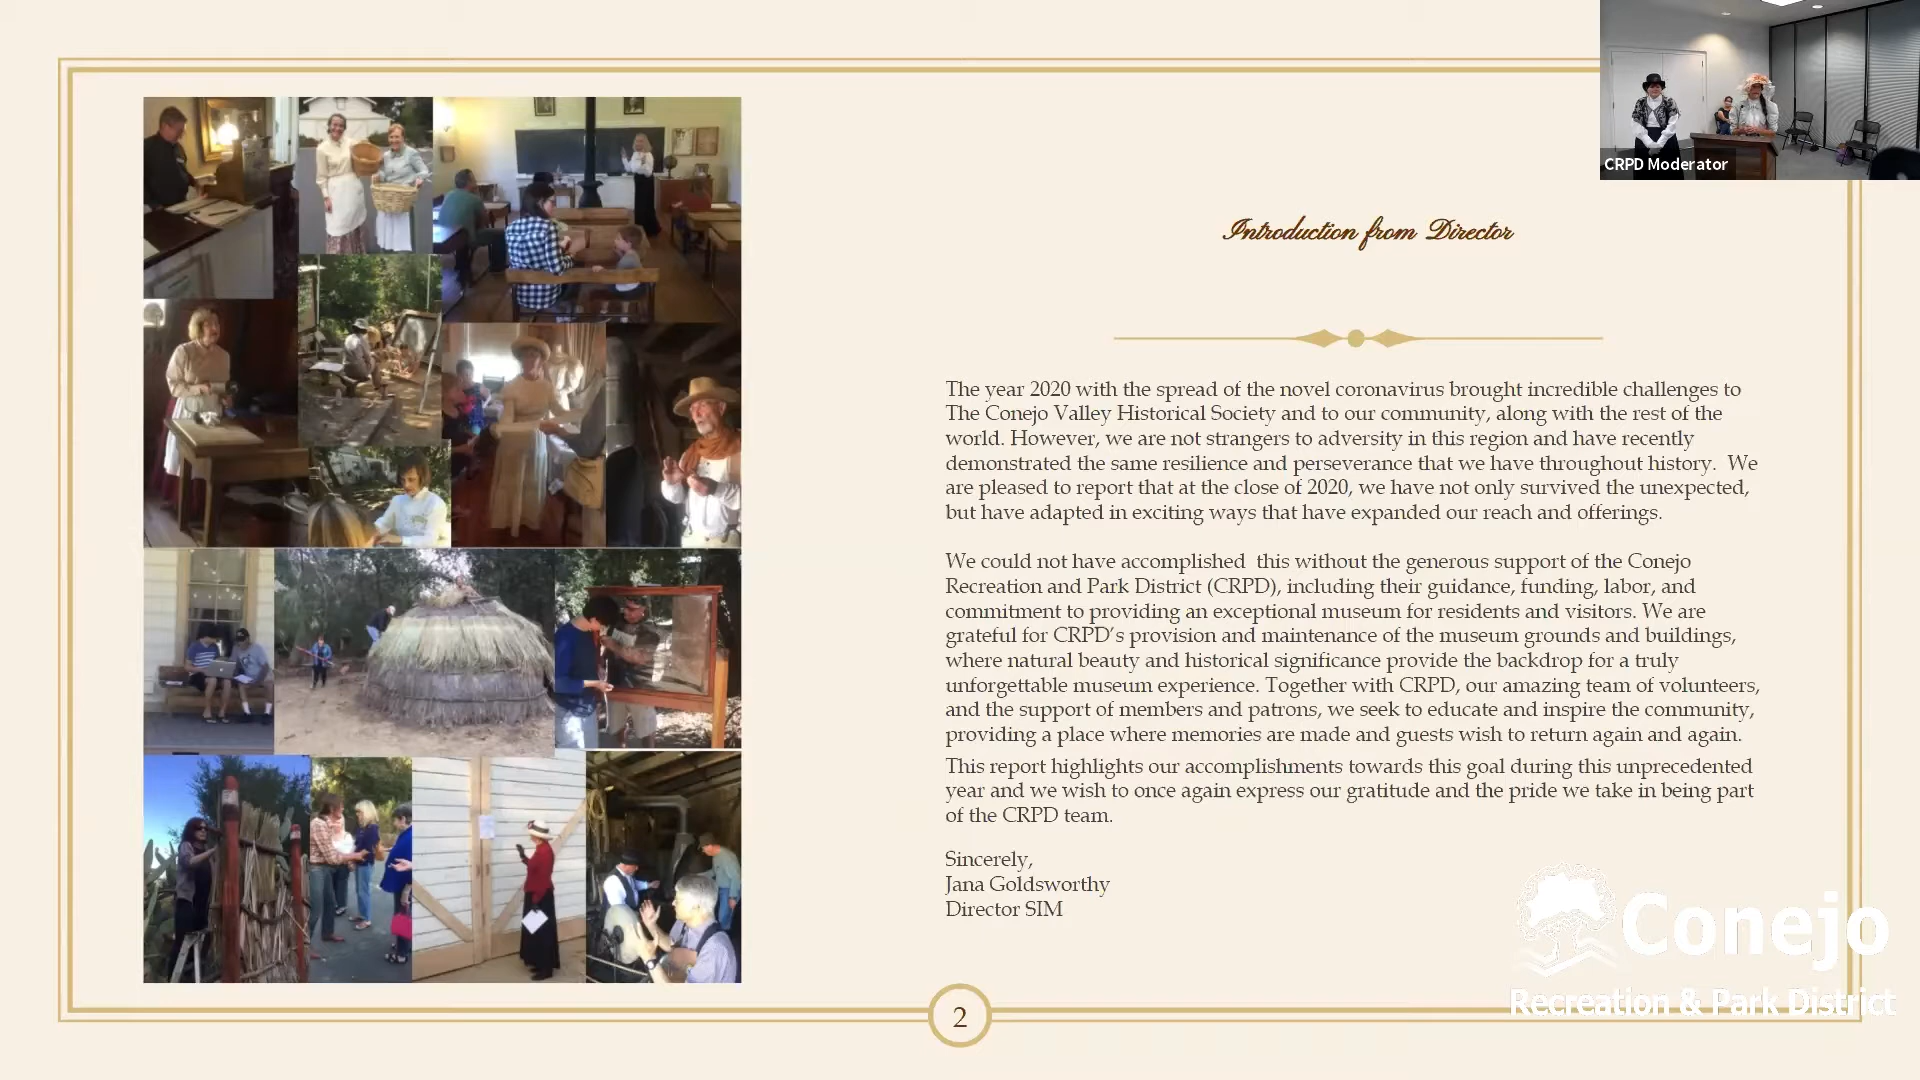 CRPD Moderator
Introduction from Director
The year 2020 with the spread of the novel coronavirus brought incredible challenges to
The Conejo Valley Historical Society and to our community, along with the rest of the
world. However, we are not strangers to adversity in this region and have recently
demonstrated the same resilience and perseverance that we have throughout history.  We
are pleased to report that at the close of 2020, we have not only survived the unexpected,
but have adapted in exciting ways that have expanded our reach and offerings.
We could not have accomplished  this without the generous support of the Conejo
Recreation and Park District (CRPD), including their guidance, funding, labor, and
commitment to providing an exceptional museum for residents and visitors. We are
grateful for CRPD’s provision and maintenance of the museum grounds and buildings,
where natural beauty and historical significance provide the backdrop for a truly
unforgettable museum experience. Together with CRPD, our amazing team of volunteers,
and the support of members and patrons, we seek to educate and inspire the community,
providing a place where memories are made and guests wish to return again and again.
This report highlights our accomplishments towards this goal during this unprecedented
year and we wish to once again express our gratitude and the pride we take in being part
of the CRPD team.
Sincerely,
Jana Goldsworthy
Director SIM
Conejo
Recreation & Park District
2